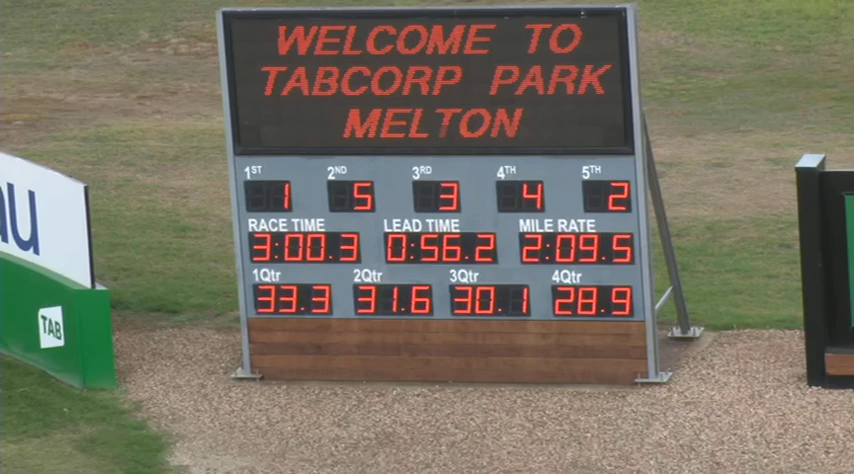 WELCOME TO
TABCORP PARK
MELTON
1ST 2ND 3RD 4TH 5TH
1 5 3 4 2
RACE TIME LEAD TIME MILE RATE
3:00.3 0:56.2 2:09.5
1Qtr 2Qtr 3Qtr 4Qtr
33.3 31.6 30.1 28.9
au
TAB